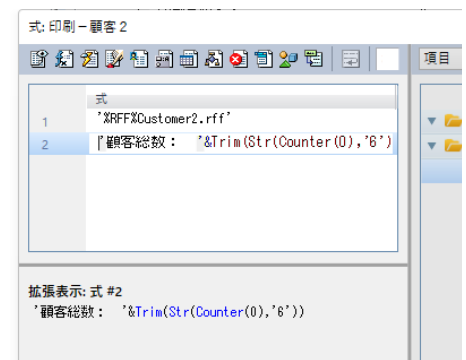 式: 印刷 – 顧客 2
項目
式
1 '%RFF%Customer2.rff'
2 '顧客総数： '&Trim(Str(Counter(0),'6')
拡張表示: 式 #2
'顧客総数： '&Trim(Str(Counter(0),'6'))